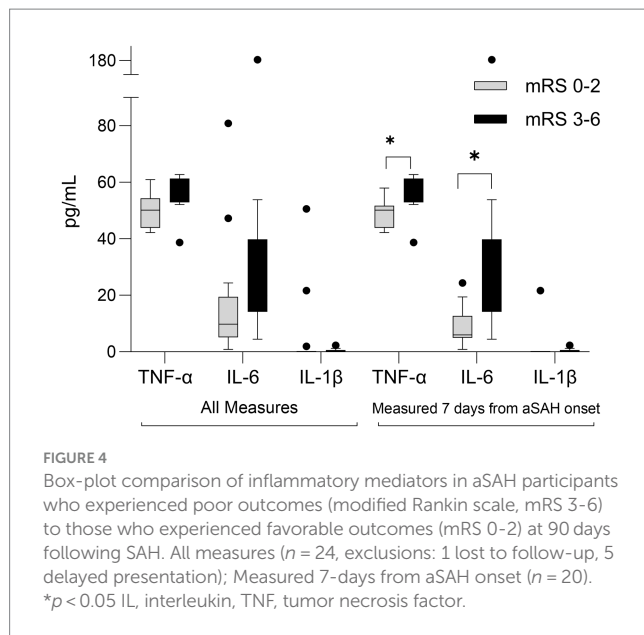 180
80
60
40
20
0
pg/mL
mRS 0-2
mRS 3-6
*
*
TNF-α IL-6 IL-1β TNF-α IL-6 IL-1β
All Measures Measured 7 days from aSAH onset
FIGURE 4
Box-plot comparison of inflammatory mediators in aSAH participants
who experienced poor outcomes (modified Rankin scale, mRS 3-6)
to those who experienced favorable outcomes (mRS 0-2) at 90 days
following SAH. All measures (n = 24, exclusions: 1 lost to follow-up, 5
delayed presentation); Measured 7-days from aSAH onset (n = 20).
*p < 0.05 IL, interleukin, TNF, tumor necrosis factor.